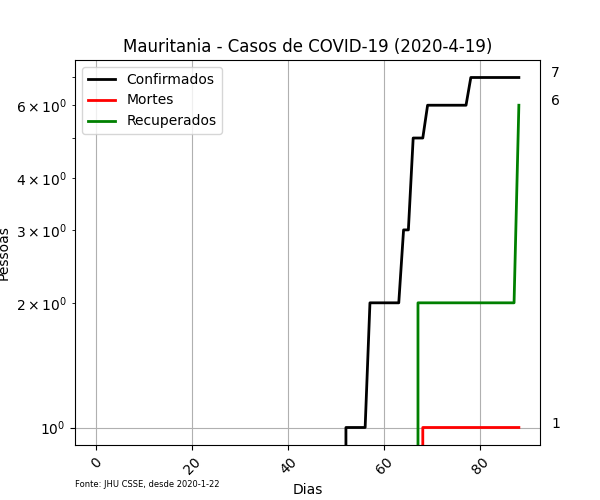 Mauritania - Casos de COVID-19 (2020-4-19)
Confirmados
Mortes
Recuperados
7
6
1
6 × 10⁰
4 × 10⁰
3 × 10⁰
2 × 10⁰
10⁰
Pessoas
0
20
40
60
80
Dias
Fonte: JHU CSSE, desde 2020-1-22